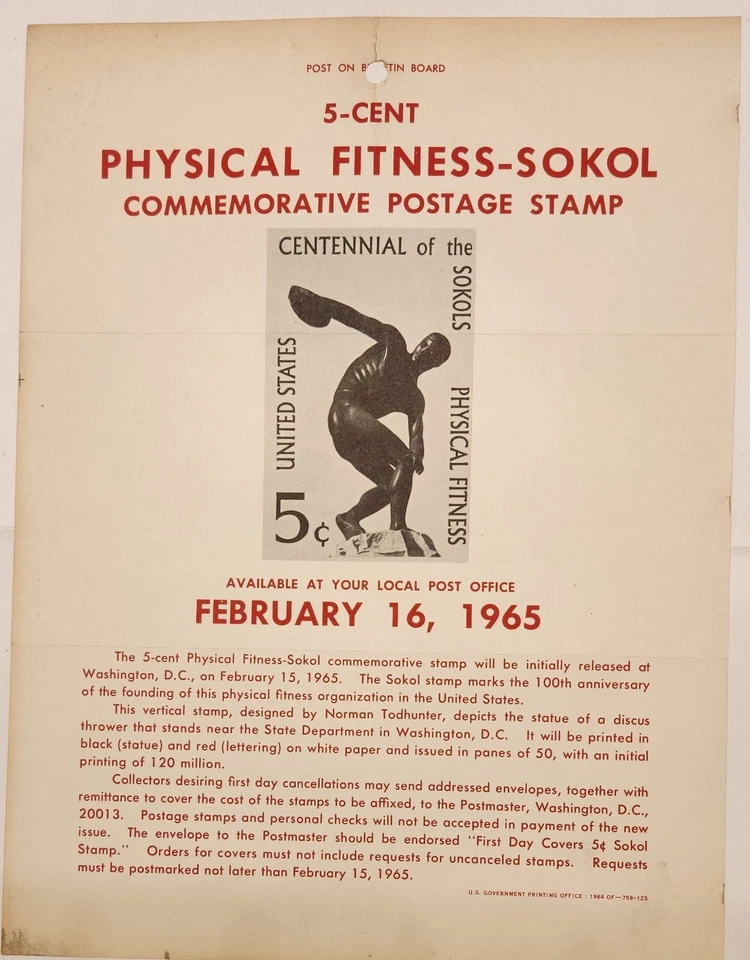 POST ON B ETIN BOARD
5-CENT
PHYSICAL FITNESS-SOKOL
COMMEMORATIVE POSTAGE STAMP
CENTENNIAL of the
SOKOLS
PHYSICAL FITNESS
UNITED STATES
5¢
AVAILABLE AT YOUR LOCAL POST OFFICE
FEBRUARY 16, 1965
The 5-cent Physical Fitness-Sokol commemorative stamp will be initially released at
Washington, D.C., on February 15, 1965. The Sokol stamp marks the 100th anniversary
of the founding of this physical fitness organization in the United States.
This vertical stamp, designed by Norman Todhunter, depicts the statue of a discus
thrower that stands near the State Department in Washington, D.C. It will be printed in
black (statue) and red (lettering) on white paper and issued in panes of 50, with an initial
printing of 120 million.
Collectors desiring first day cancellations may send addressed envelopes, together with
remittance to cover the cost of the stamps to be affixed, to the Postmaster, Washington, D.C.,
20013. Postage stamps and personal checks will not be accepted in payment of the new
issue. The envelope to the Postmaster should be endorsed "First Day Covers 5¢ Sokol
Stamp." Orders for covers must not include requests for uncanceled stamps. Requests
must be postmarked not later than February 15, 1965.
U.S. GOVERNMENT PRINTING OFFICE : 1964 OF—758-125